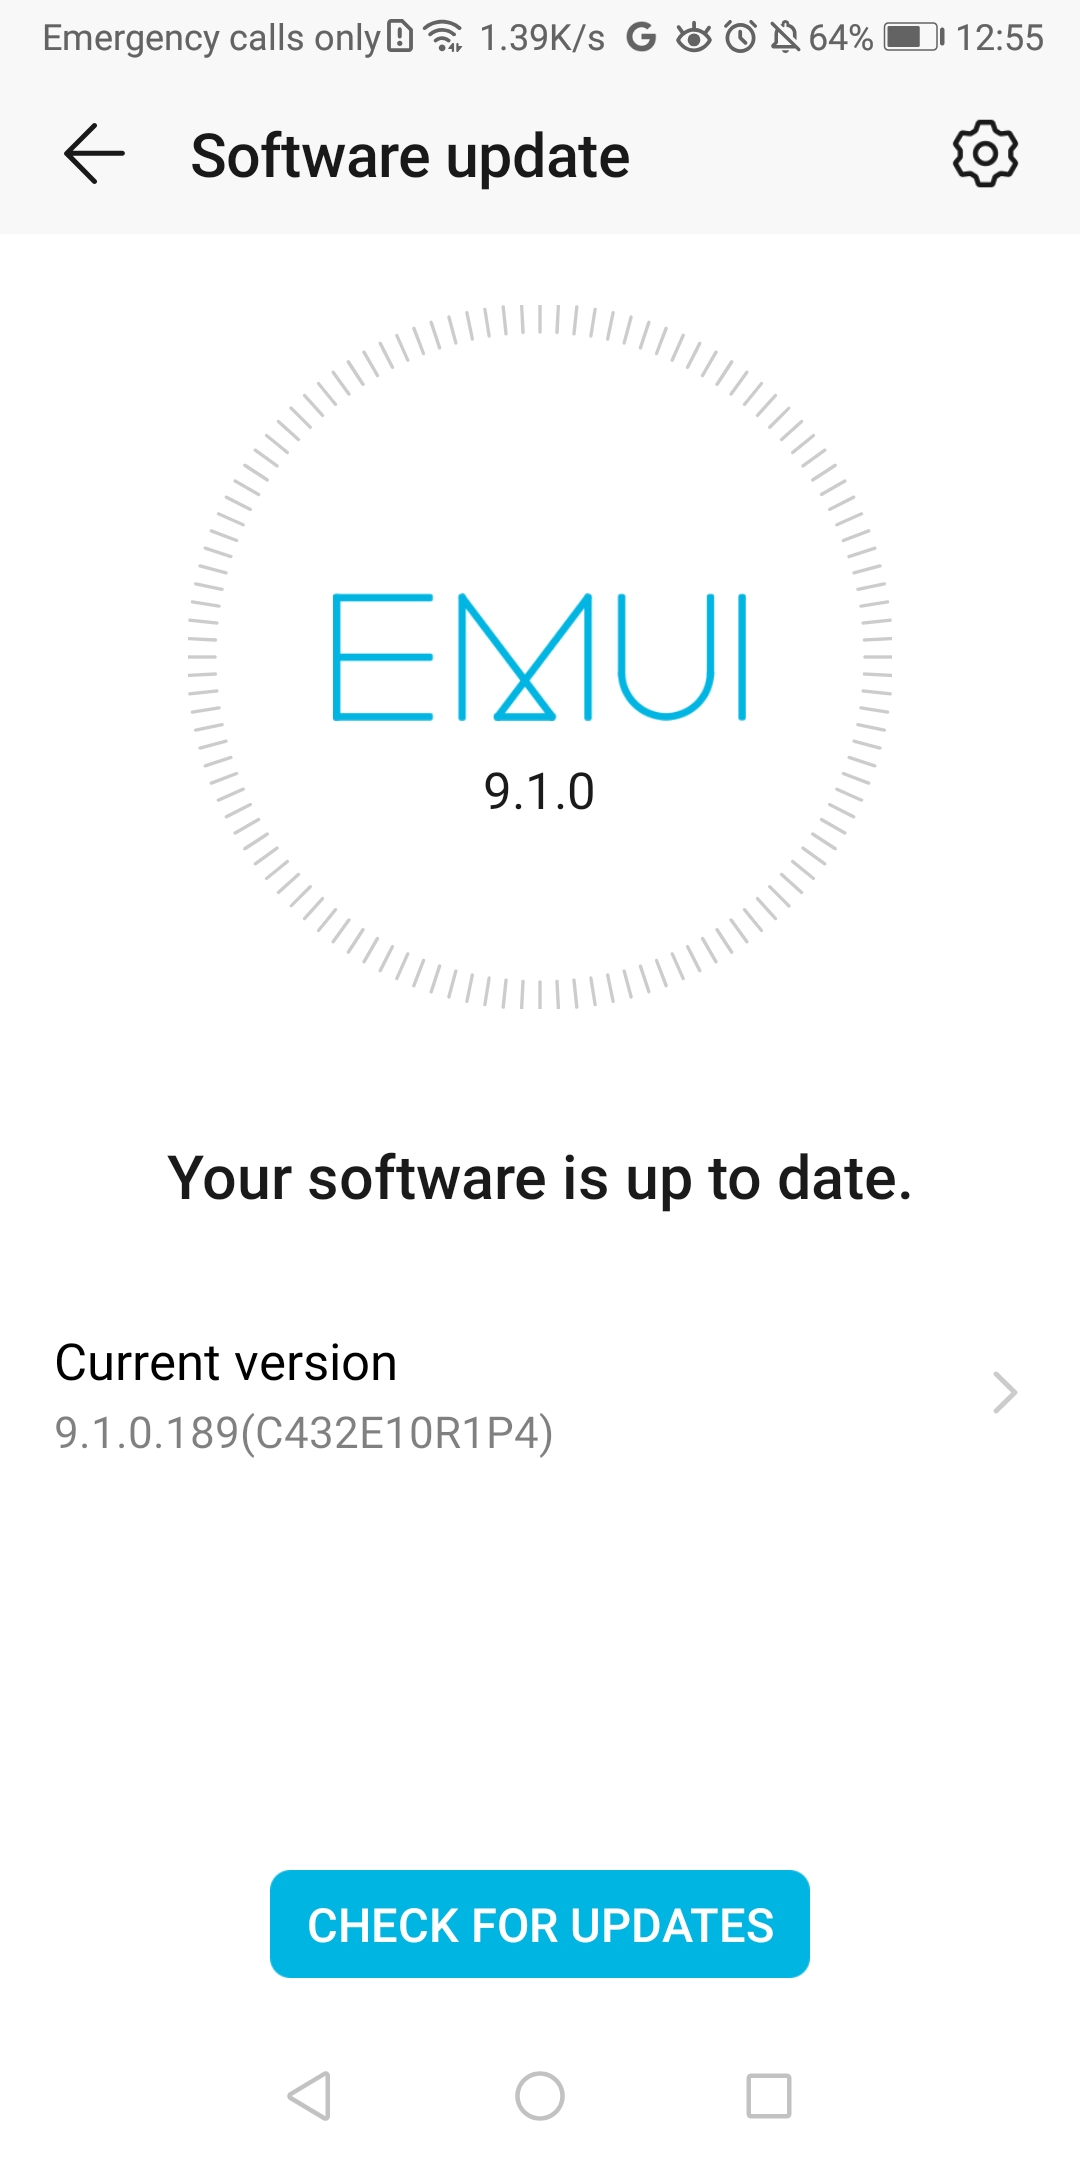 Emergency calls only 1.39K/s G 64% 12:55
Software update
EMUI
9.1.0
Your software is up to date.
Current version
9.1.0.189(C432E10R1P4)
CHECK FOR UPDATES